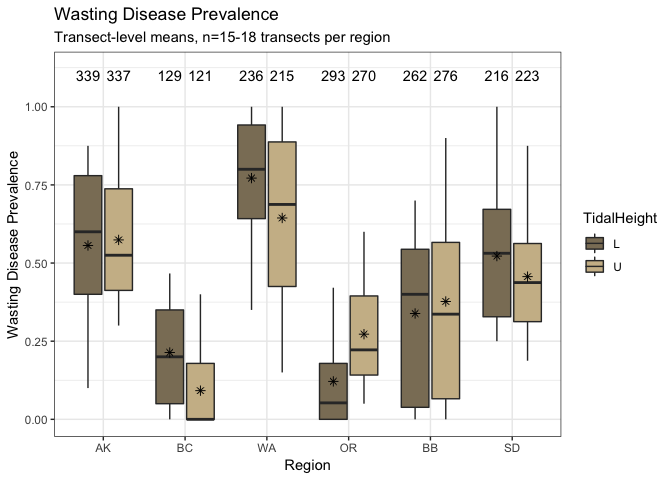 Wasting Disease Prevalence
Transect-level means, n=15-18 transects per region
339 337 129 121 236 215 293 270 262 276 216 223
1.00
0.75
0.50
0.25
0.00
Wasting Disease Prevalence
AK BC WA OR BB SD
Region
TidalHeight
L
U